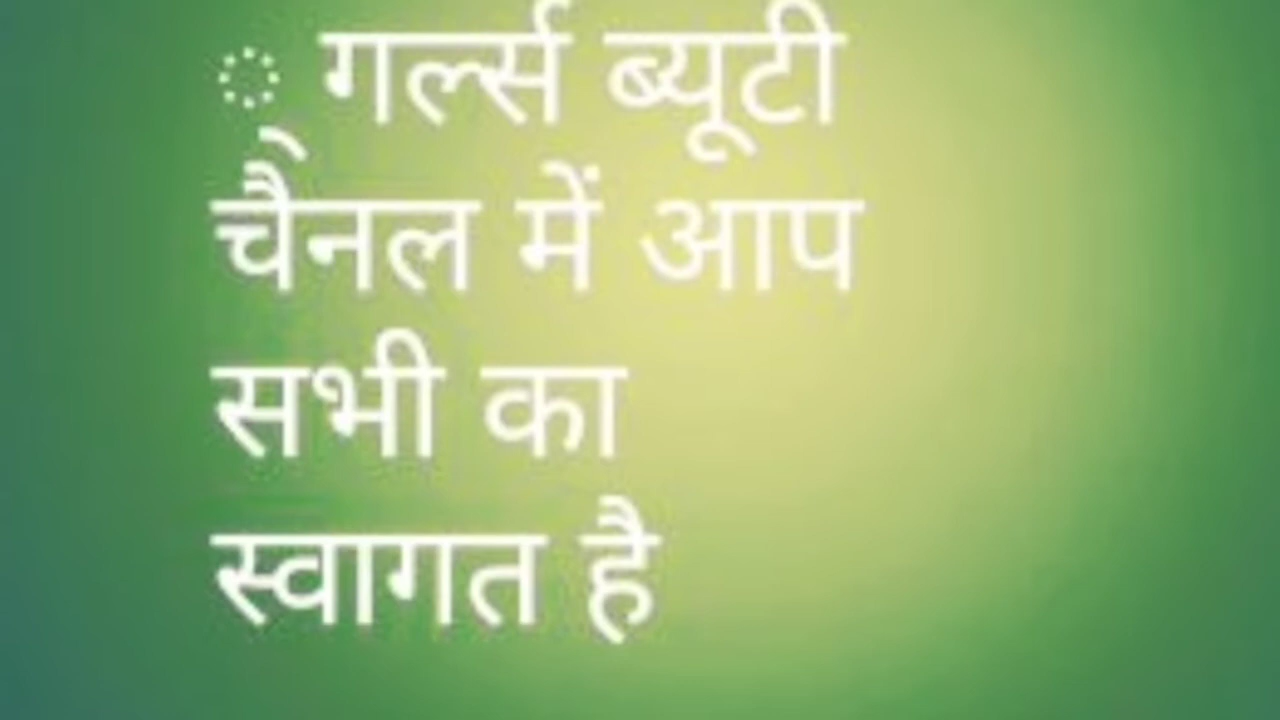 े गर्ल्स ब्यूटी
चैनल में आप
सभी का
स्वागत है